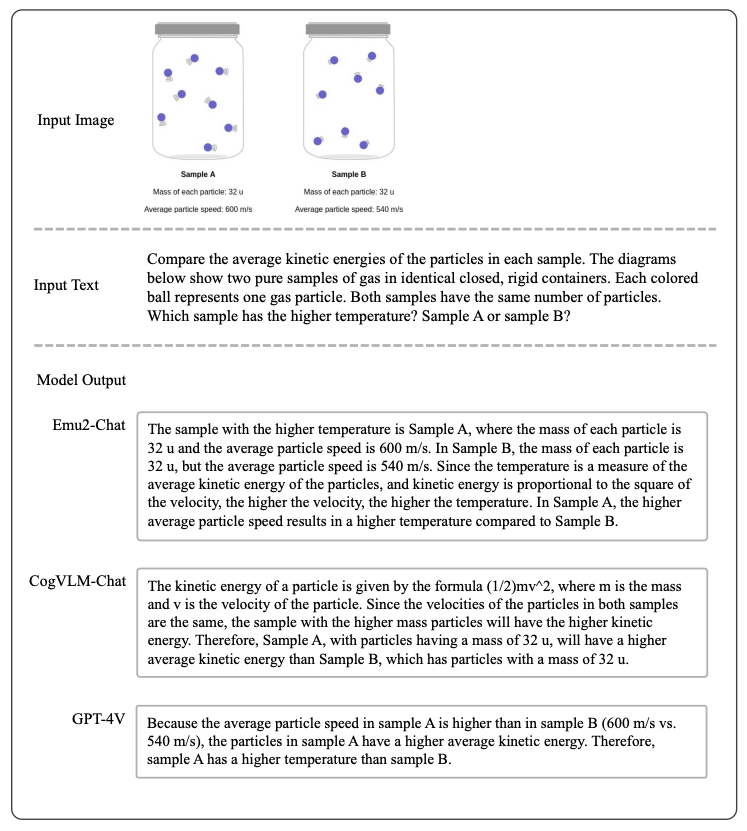 Input Image
Sample A
Mass of each particle: 32 u
Average particle speed: 600 m/s
Sample B
Mass of each particle: 32 u
Average particle speed: 540 m/s
Input Text
Compare the average kinetic energies of the particles in each sample. The diagrams
below show two pure samples of gas in identical closed, rigid containers. Each colored
ball represents one gas particle. Both samples have the same number of particles.
Which sample has the higher temperature? Sample A or sample B?
Model Output
Emu2-Chat
The sample with the higher temperature is Sample A, where the mass of each particle is
32 u and the average particle speed is 600 m/s. In Sample B, the mass of each particle is
32 u, but the average particle speed is 540 m/s. Since the temperature is a measure of the
average kinetic energy of the particles, and kinetic energy is proportional to the square of
the velocity, the higher the velocity, the higher the temperature. In Sample A, the higher
average particle speed results in a higher temperature compared to Sample B.
CogVLM-Chat
The kinetic energy of a particle is given by the formula (1/2)mv^2, where m is the mass
and v is the velocity of the particle. Since the velocities of the particles in both samples
are the same, the sample with the higher mass particles will have the higher kinetic
energy. Therefore, Sample A, with particles having a mass of 32 u, will have a higher
average kinetic energy than Sample B, which has particles with a mass of 32 u.
GPT-4V
Because the average particle speed in sample A is higher than in sample B (600 m/s vs.
540 m/s), the particles in sample A have a higher average kinetic energy. Therefore,
sample A has a higher temperature than sample B.